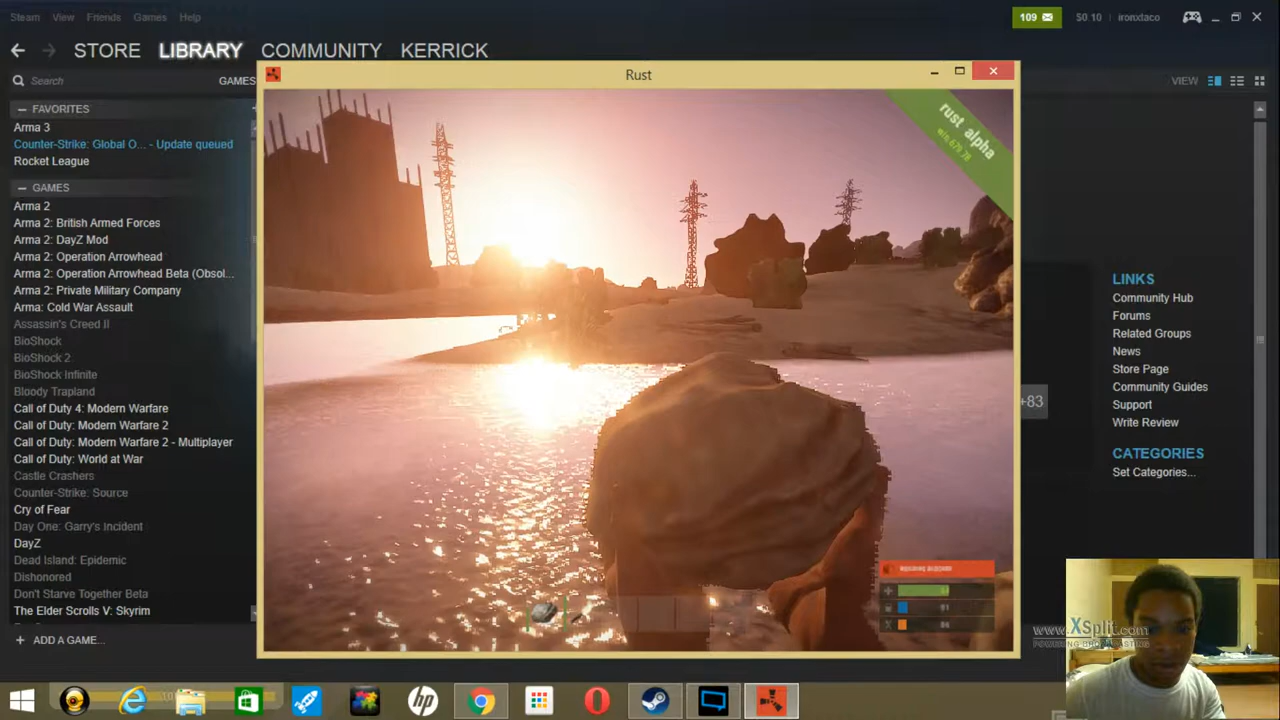 Steam View Friends Games Help
109 $0.10 ironxtaco
STORE LIBRARY COMMUNITY KERRICK
Search GAMES
VIEW
Rust
FAVORITES
Arma 3
Counter-Strike: Global O... - Update queued
Rocket League
GAMES
Arma 2
Arma 2: British Armed Forces
Arma 2: DayZ Mod
Arma 2: Operation Arrowhead
Arma 2: Operation Arrowhead Beta (Obsol...
Arma 2: Private Military Company
Arma: Cold War Assault
Assassin's Creed II
BioShock
BioShock 2
BioShock Infinite
Bloody Trapland
Call of Duty 4: Modern Warfare
Call of Duty: Modern Warfare 2
Call of Duty: Modern Warfare 2 - Multiplayer
Call of Duty: World at War
Castle Crashers
Counter-Strike: Source
Cry of Fear
Day One: Garry's Incident
DayZ
Dead Island: Epidemic
Dishonored
Don't Starve Together Beta
The Elder Scrolls V: Skyrim
+ ADD A GAME...
rust alpha
+83
LINKS
Community Hub
Forums
Related Groups
News
Store Page
Community Guides
Support
Write Review
CATEGORIES
Set Categories...
www.XSplit.com
POWERING BROADCASTING
hp